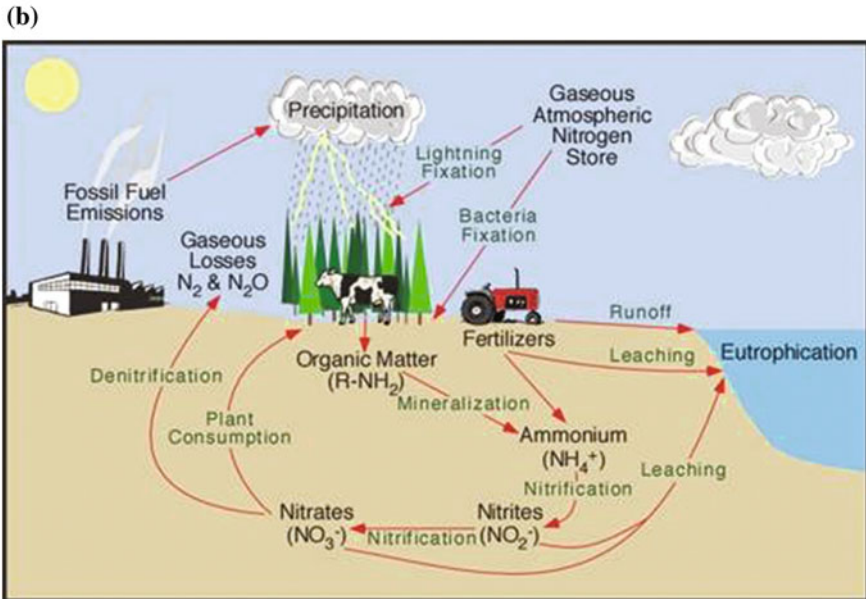 (b)
Precipitation
Gaseous
Atmospheric
Nitrogen
Store
Lightning
Fixation
Fossil Fuel
Emissions
Bacteria
Fixation
Gaseous
Losses
N₂ & N₂O
Runoff
Fertilizers
Leaching
Eutrophication
Organic Matter
(R-NH₂)
Denitrification
Mineralization
Plant
Consumption
Ammonium
(NH₄⁺)
Leaching
Nitrification
Nitrates
(NO₃⁻)
Nitrification
Nitrites
(NO₂⁻)